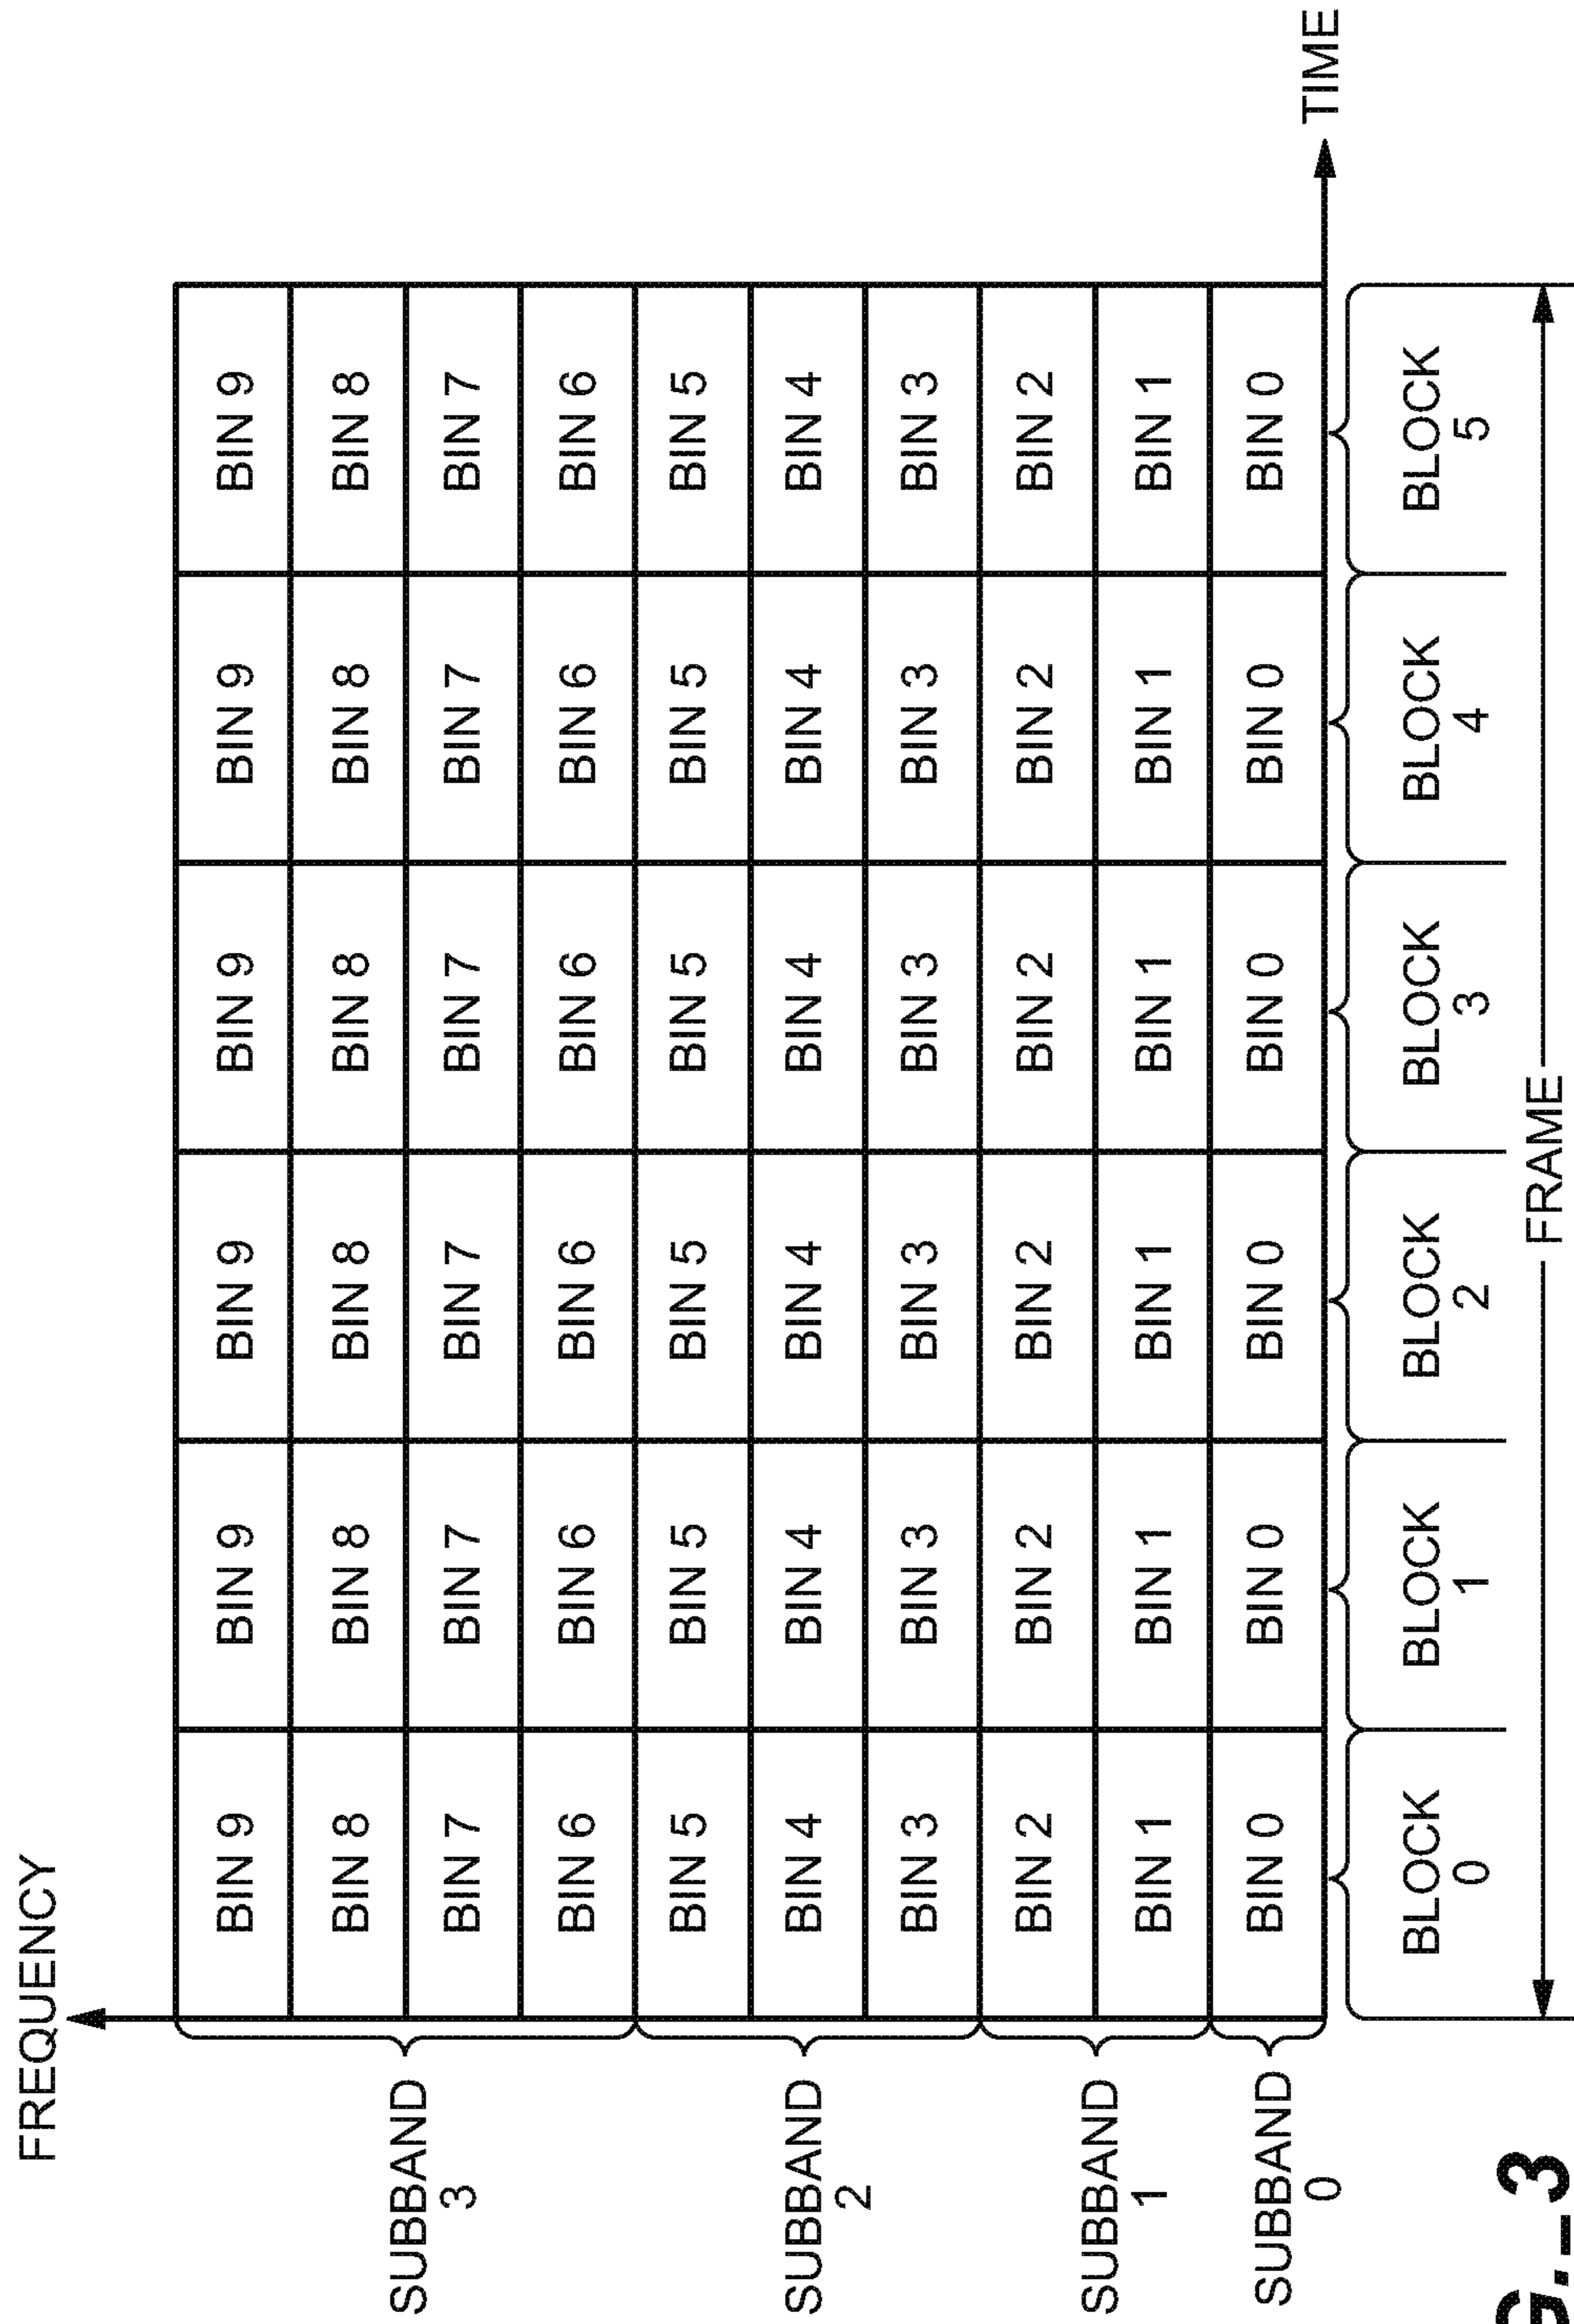 FREQUENCY
SUBBAND
3
SUBBAND
2
SUBBAND
1
SUBBAND
0
BIN 9 BIN 9 BIN 9 BIN 9 BIN 9 BIN 9
BIN 8 BIN 8 BIN 8 BIN 8 BIN 8 BIN 8
BIN 7 BIN 7 BIN 7 BIN 7 BIN 7 BIN 7
BIN 6 BIN 6 BIN 6 BIN 6 BIN 6 BIN 6
BIN 5 BIN 5 BIN 5 BIN 5 BIN 5 BIN 5
BIN 4 BIN 4 BIN 4 BIN 4 BIN 4 BIN 4
BIN 3 BIN 3 BIN 3 BIN 3 BIN 3 BIN 3
BIN 2 BIN 2 BIN 2 BIN 2 BIN 2 BIN 2
BIN 1 BIN 1 BIN 1 BIN 1 BIN 1 BIN 1
BIN 0 BIN 0 BIN 0 BIN 0 BIN 0 BIN 0
TIME
BLOCK
0
BLOCK
1
BLOCK
2
BLOCK
3
BLOCK
4
BLOCK
5
FRAME
G._3